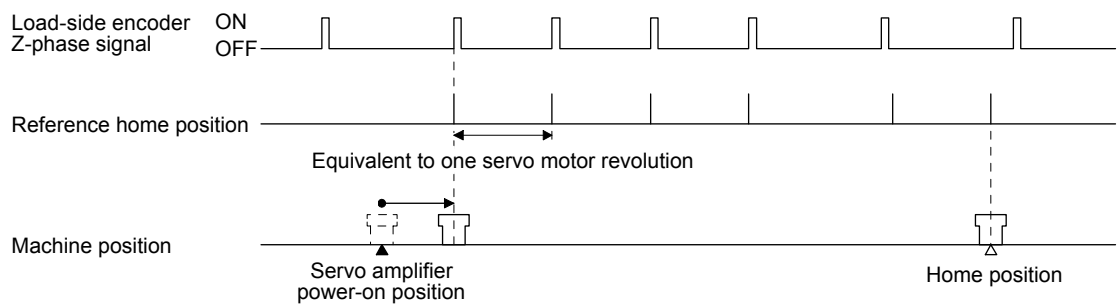 Load-side encoder ON
Z-phase signal OFF
Reference home position
Equivalent to one servo motor revolution
Machine position
Servo amplifier
power-on position
Home position